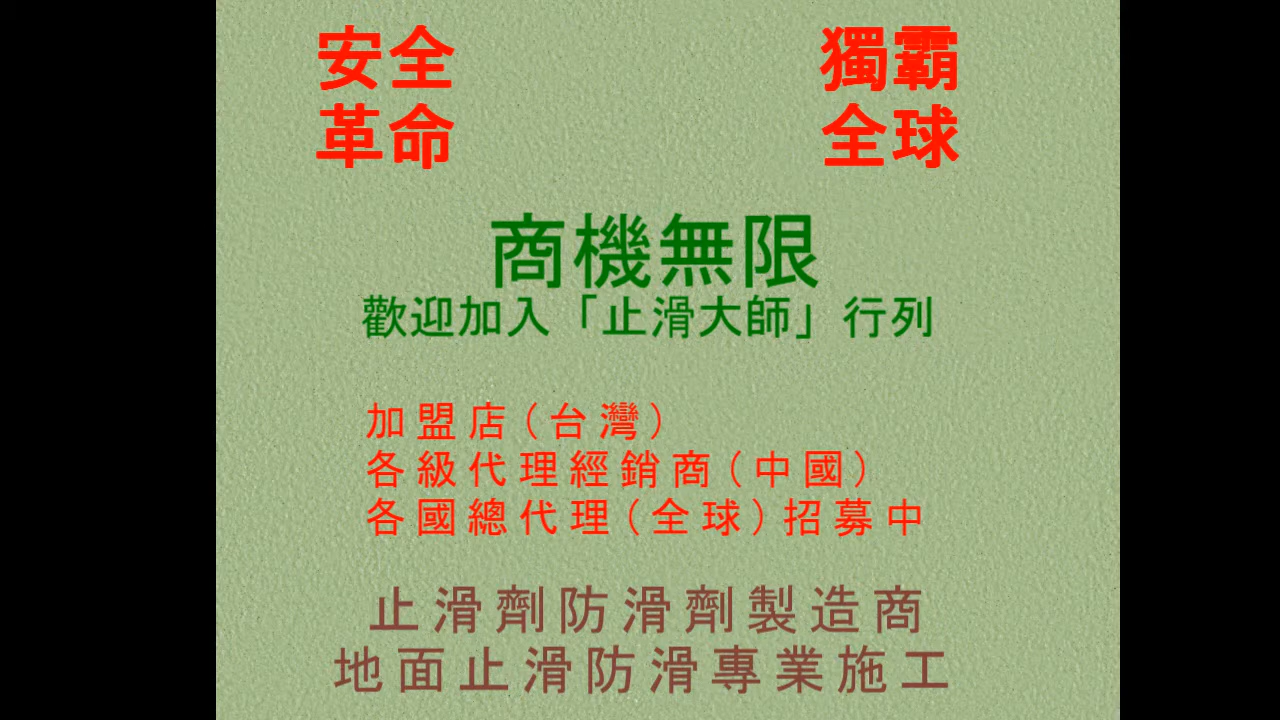 安全
革命
獨霸
全球
商機無限
歡迎加入「止滑大師」行列
加盟店(台灣)
各級代理經銷商(中國)
各國總代理(全球)招募中
止滑劑防滑劑製造商
地面止滑防滑專業施工